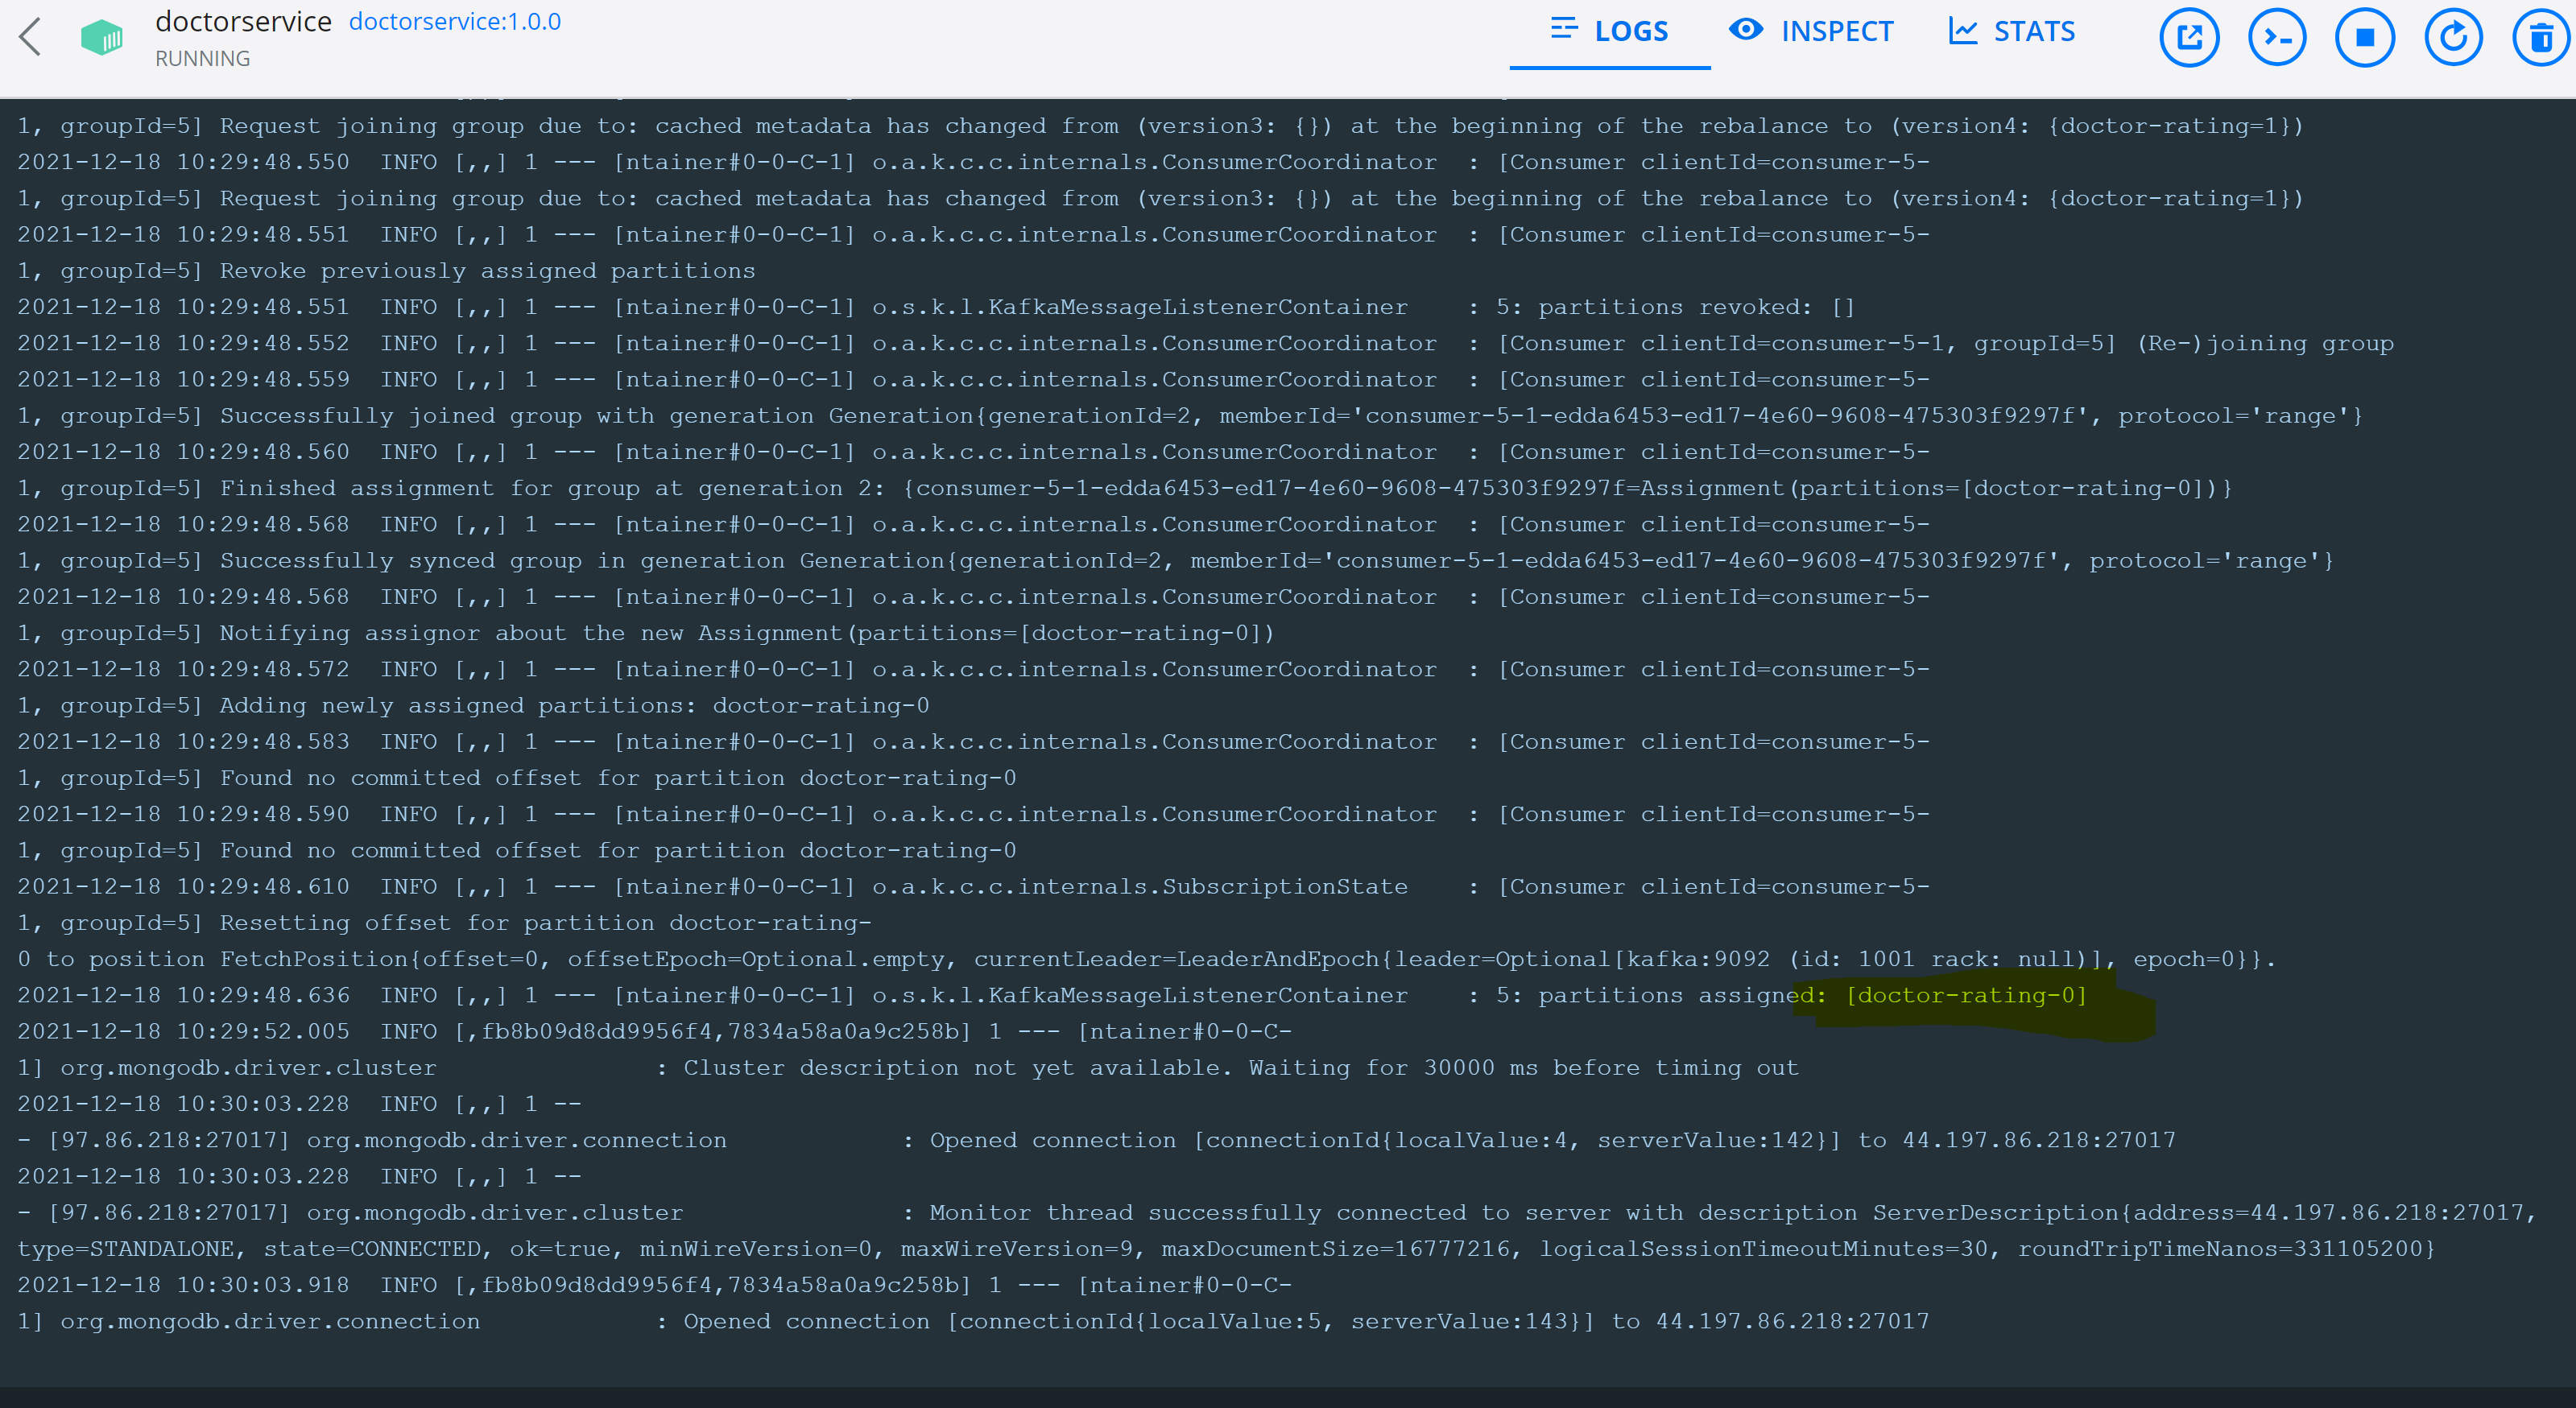 doctorservice doctorservice:1.0.0
RUNNING
LOGS INSPECT STATS
1, groupId=5] Request joining group due to: cached metadata has changed from (version3: {}) at the beginning of the rebalance to (version4: {doctor-rating=1})
2021-12-18 10:29:48.550  INFO [,,] 1 --- [ntainer#0-0-C-1] o.a.k.c.c.internals.ConsumerCoordinator  : [Consumer clientId=consumer-5-
1, groupId=5] Request joining group due to: cached metadata has changed from (version3: {}) at the beginning of the rebalance to (version4: {doctor-rating=1})
2021-12-18 10:29:48.551  INFO [,,] 1 --- [ntainer#0-0-C-1] o.a.k.c.c.internals.ConsumerCoordinator  : [Consumer clientId=consumer-5-
1, groupId=5] Revoke previously assigned partitions
2021-12-18 10:29:48.551  INFO [,,] 1 --- [ntainer#0-0-C-1] o.s.k.l.KafkaMessageListenerContainer    : 5: partitions revoked: []
2021-12-18 10:29:48.552  INFO [,,] 1 --- [ntainer#0-0-C-1] o.a.k.c.c.internals.ConsumerCoordinator  : [Consumer clientId=consumer-5-1, groupId=5] (Re-)joining group
2021-12-18 10:29:48.559  INFO [,,] 1 --- [ntainer#0-0-C-1] o.a.k.c.c.internals.ConsumerCoordinator  : [Consumer clientId=consumer-5-
1, groupId=5] Successfully joined group with generation Generation{generationId=2, memberId='consumer-5-1-edda6453-ed17-4e60-9608-475303f9297f', protocol='range'}
2021-12-18 10:29:48.560  INFO [,,] 1 --- [ntainer#0-0-C-1] o.a.k.c.c.internals.ConsumerCoordinator  : [Consumer clientId=consumer-5-
1, groupId=5] Finished assignment for group at generation 2: {consumer-5-1-edda6453-ed17-4e60-9608-475303f9297f=Assignment(partitions=[doctor-rating-0])}
2021-12-18 10:29:48.568  INFO [,,] 1 --- [ntainer#0-0-C-1] o.a.k.c.c.internals.ConsumerCoordinator  : [Consumer clientId=consumer-5-
1, groupId=5] Successfully synced group in generation Generation{generationId=2, memberId='consumer-5-1-edda6453-ed17-4e60-9608-475303f9297f', protocol='range'}
2021-12-18 10:29:48.568  INFO [,,] 1 --- [ntainer#0-0-C-1] o.a.k.c.c.internals.ConsumerCoordinator  : [Consumer clientId=consumer-5-
1, groupId=5] Notifying assignor about the new Assignment(partitions=[doctor-rating-0])
2021-12-18 10:29:48.572  INFO [,,] 1 --- [ntainer#0-0-C-1] o.a.k.c.c.internals.ConsumerCoordinator  : [Consumer clientId=consumer-5-
1, groupId=5] Adding newly assigned partitions: doctor-rating-0
2021-12-18 10:29:48.583  INFO [,,] 1 --- [ntainer#0-0-C-1] o.a.k.c.c.internals.ConsumerCoordinator  : [Consumer clientId=consumer-5-
1, groupId=5] Found no committed offset for partition doctor-rating-0
2021-12-18 10:29:48.590  INFO [,,] 1 --- [ntainer#0-0-C-1] o.a.k.c.c.internals.ConsumerCoordinator  : [Consumer clientId=consumer-5-
1, groupId=5] Found no committed offset for partition doctor-rating-0
2021-12-18 10:29:48.610  INFO [,,] 1 --- [ntainer#0-0-C-1] o.a.k.c.c.internals.SubscriptionState    : [Consumer clientId=consumer-5-
1, groupId=5] Resetting offset for partition doctor-rating-
0 to position FetchPosition{offset=0, offsetEpoch=Optional.empty, currentLeader=LeaderAndEpoch{leader=Optional[kafka:9092 (id: 1001 rack: null)], epoch=0}}.
2021-12-18 10:29:48.636  INFO [,,] 1 --- [ntainer#0-0-C-1] o.s.k.l.KafkaMessageListenerContainer    : 5: partitions assigned: [doctor-rating-0]
2021-12-18 10:29:52.005  INFO [,fb8b09d8dd9956f4,7834a58a0a9c258b] 1 --- [ntainer#0-0-C-
1] org.mongodb.driver.cluster               : Cluster description not yet available. Waiting for 30000 ms before timing out
2021-12-18 10:30:03.228  INFO [,,] 1 --
- [97.86.218:27017] org.mongodb.driver.connection            : Opened connection [connectionId{localValue:4, serverValue:142}] to 44.197.86.218:27017
2021-12-18 10:30:03.228  INFO [,,] 1 --
- [97.86.218:27017] org.mongodb.driver.cluster               : Monitor thread successfully connected to server with description ServerDescription{address=44.197.86.218:27017,
type=STANDALONE, state=CONNECTED, ok=true, minWireVersion=0, maxWireVersion=9, maxDocumentSize=16777216, logicalSessionTimeoutMinutes=30, roundTripTimeNanos=331105200}
2021-12-18 10:30:03.918  INFO [,fb8b09d8dd9956f4,7834a58a0a9c258b] 1 --- [ntainer#0-0-C-
1] org.mongodb.driver.connection            : Opened connection [connectionId{localValue:5, serverValue:143}] to 44.197.86.218:27017